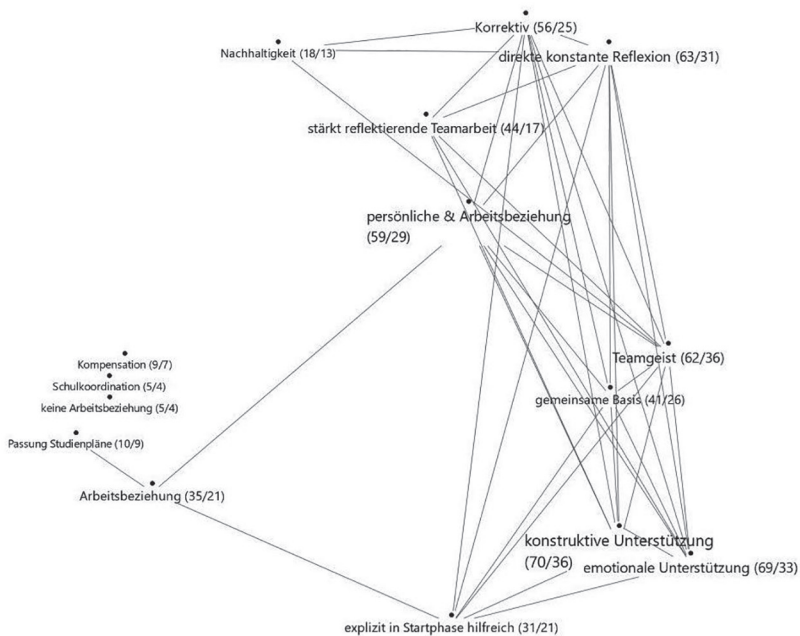 Korrektiv (56/25)
Nachhaltigkeit (18/13)
direkte konstante Reflexion (63/31)
stärkt reflektierende Teamarbeit (44/17)
persönliche & Arbeitsbeziehung
(59/29)
Teamgeist (62/36)
Kompensation (9/7)
Schulkoordination (5/4)
gemeinsame Basis (41/26)
keine Arbeitsbeziehung (5/4)
Passung Studienpläne (10/9)
Arbeitsbeziehung (35/21)
konstruktive Unterstützung
(70/36)
emotionale Unterstützung (69/33)
explizit in Startphase hilfreich (31/21)